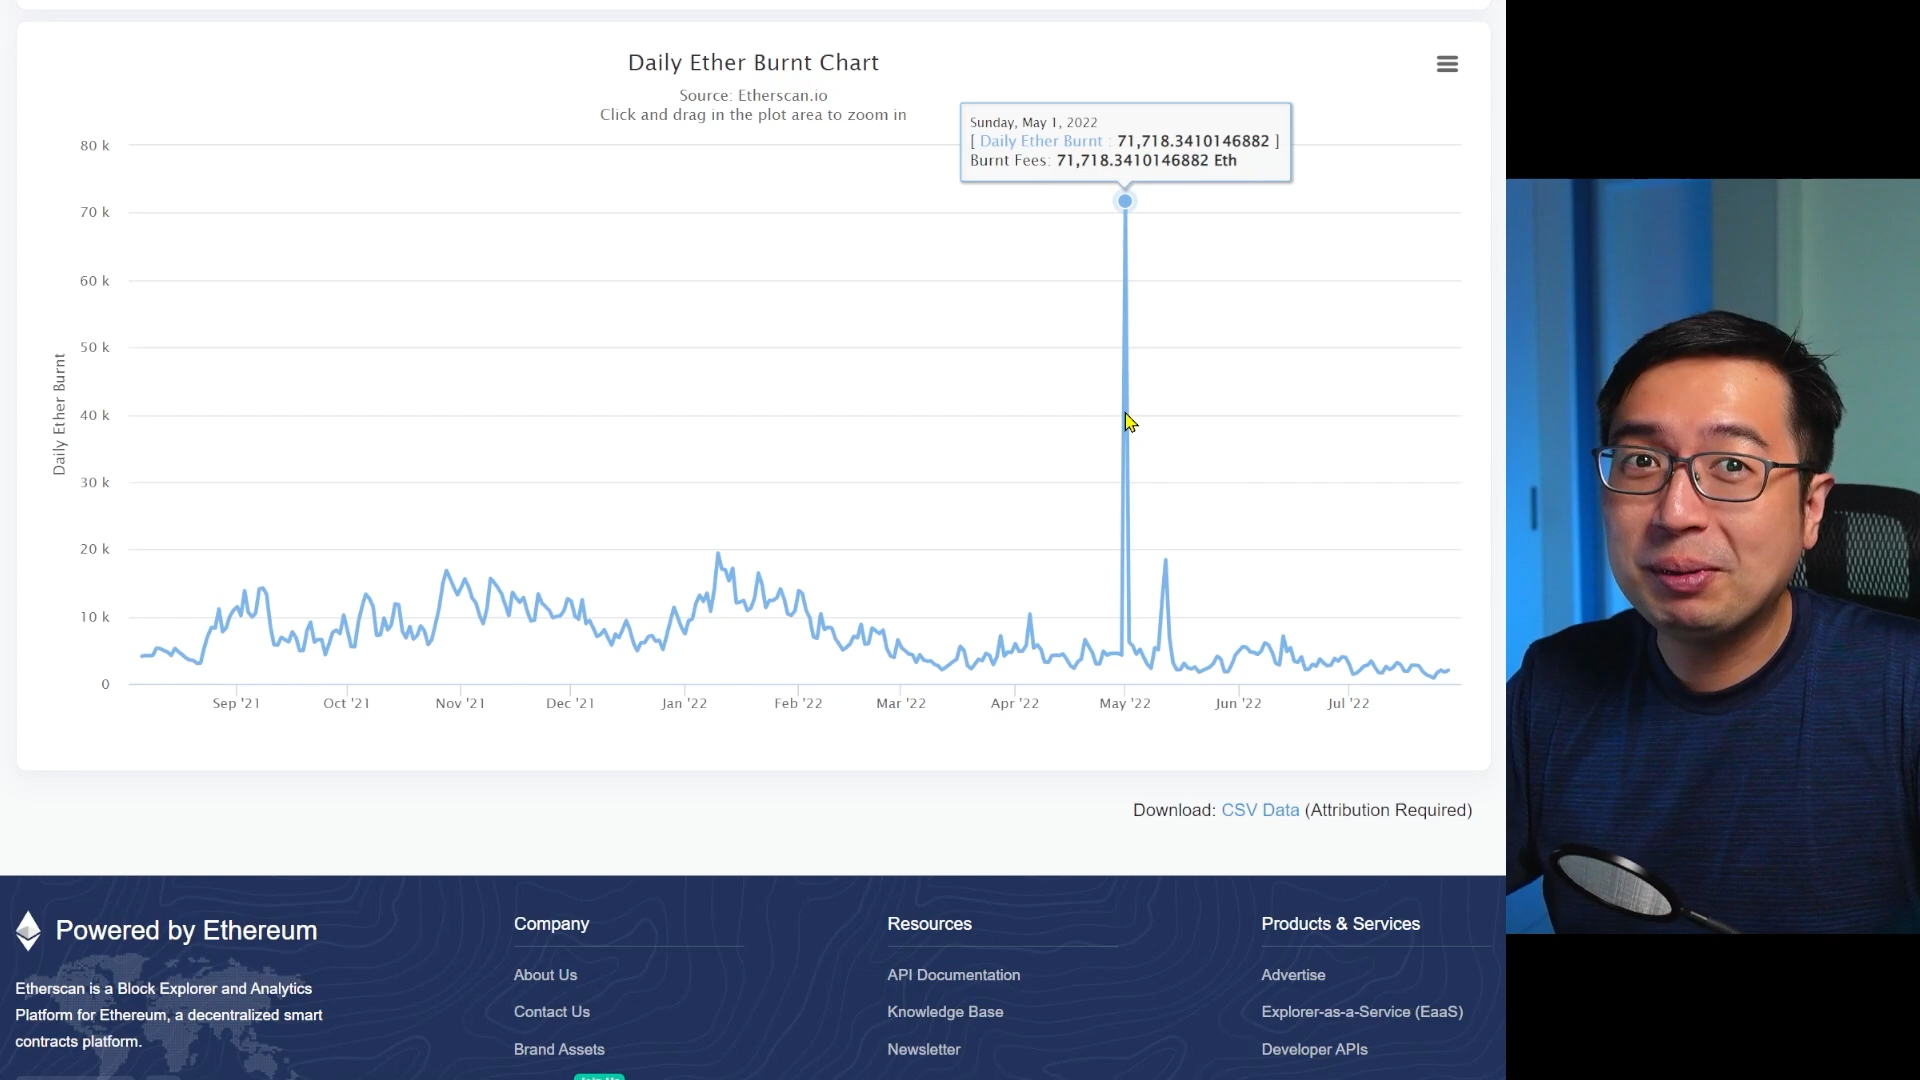 Daily Ether Burnt Chart
Source: Etherscan.io
Click and drag in the plot area to zoom in
Sunday, May 1, 2022
[ Daily Ether Burnt : 71,718.3410146882 ]
Burnt Fees: 71,718.3410146882 Eth
80 k
70 k
60 k
50 k
40 k
30 k
20 k
10 k
0
Daily Ether Burnt
Sep '21
Oct '21
Nov '21
Dec '21
Jan '22
Feb '22
Mar '22
Apr '22
May '22
Jun '22
Jul '22
Download: CSV Data (Attribution Required)
Powered by Ethereum
Etherscan is a Block Explorer and Analytics
Platform for Ethereum, a decentralized smart
contracts platform.
Company
About Us
Contact Us
Brand Assets
Resources
API Documentation
Knowledge Base
Newsletter
Products & Services
Advertise
Explorer-as-a-Service (EaaS)
Developer APIs